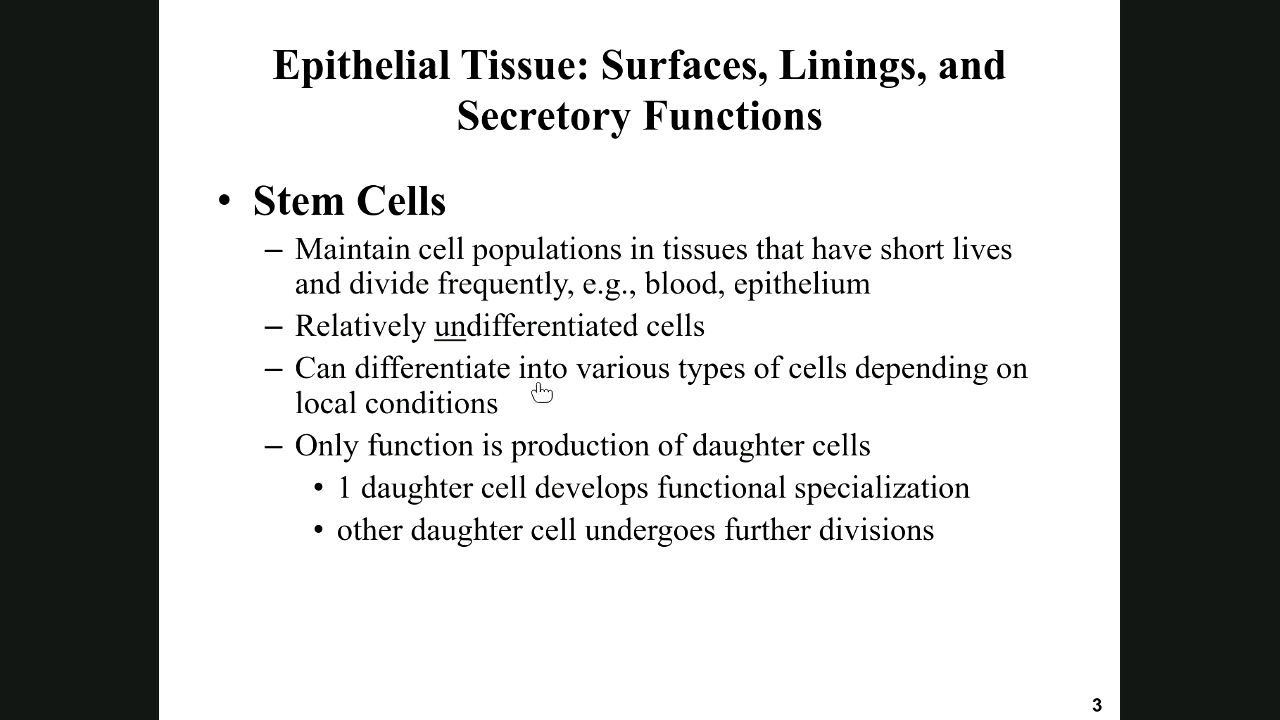 Epithelial Tissue: Surfaces, Linings, and
Secretory Functions
• Stem Cells
– Maintain cell populations in tissues that have short lives
and divide frequently, e.g., blood, epithelium
– Relatively undifferentiated cells
– Can differentiate into various types of cells depending on
local conditions
– Only function is production of daughter cells
• 1 daughter cell develops functional specialization
• other daughter cell undergoes further divisions
3